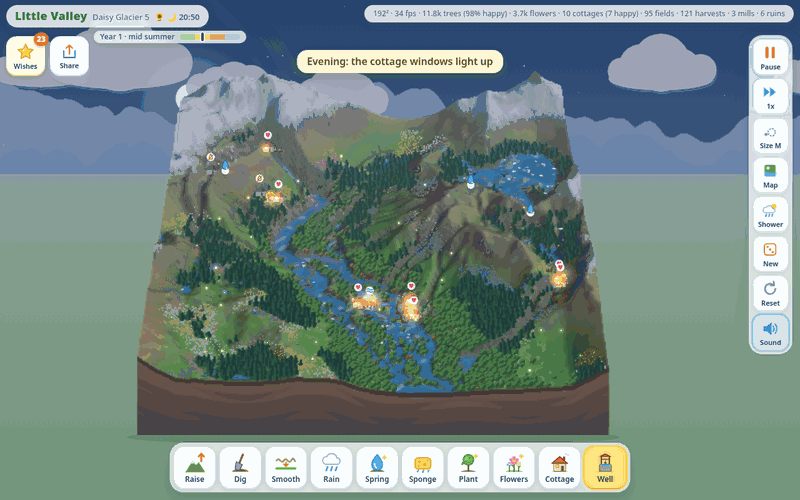 Little Valley Daisy Glacier 5 20:50
192² · 34 fps · 11.8k trees (98% happy) · 3.7k flowers · 10 cottages (7 happy) · 95 fields · 121 harvests · 3 mills · 6 ruins
Year 1 · mid summer
23
Wishes
Share
Evening: the cottage windows light up
Pause
1x
Size M
Map
Shower
New
Reset
Sound
Raise
Dig
Smooth
Rain
Spring
Sponge
Plant
Flowers
Cottage
Well